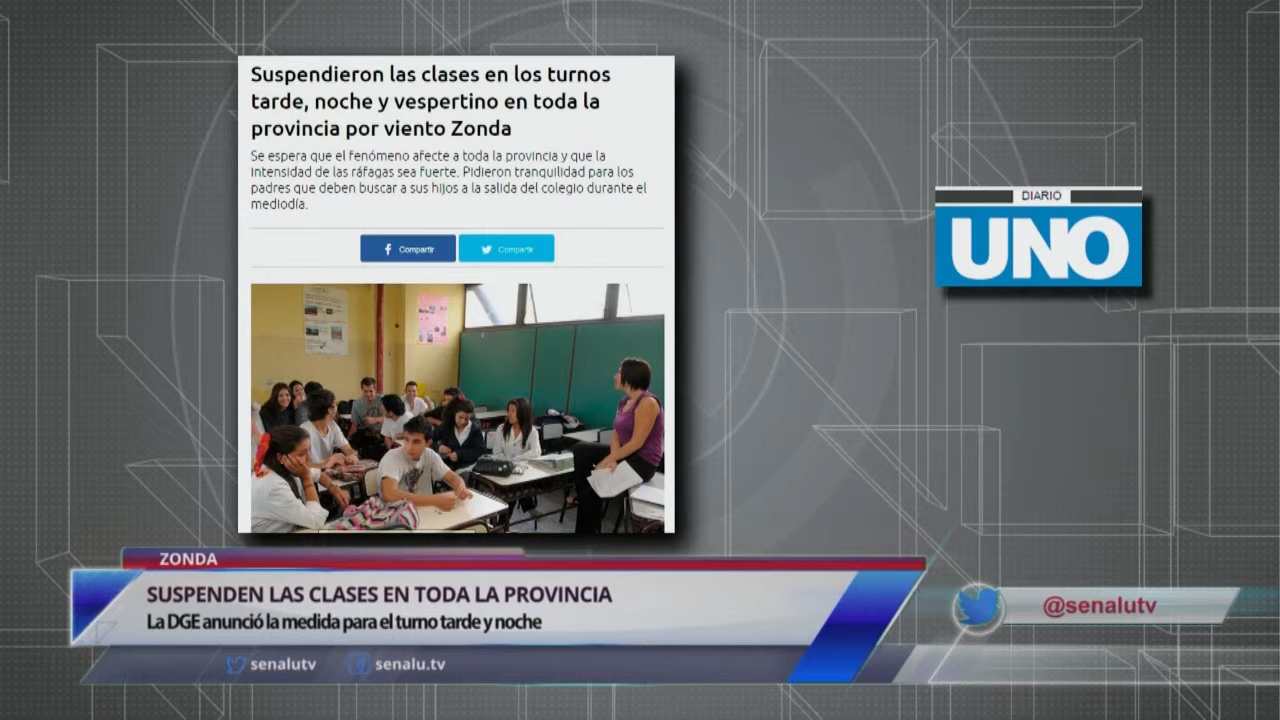 Suspendieron las clases en los turnos
tarde, noche y vespertino en toda la
provincia por viento Zonda
Se espera que el fenómeno afecte a toda la provincia y que la
intensidad de las ráfagas sea fuerte. Pidieron tranquilidad para los
padres que deben buscar a sus hijos a la salida del colegio durante el
mediodía.
Compartir
Compartir
DIARIO
UNO
ZONDA
SUSPENDEN LAS CLASES EN TODA LA PROVINCIA
La DGE anunció la medida para el turno tarde y noche
@senalutv
senalutv
senalu.tv